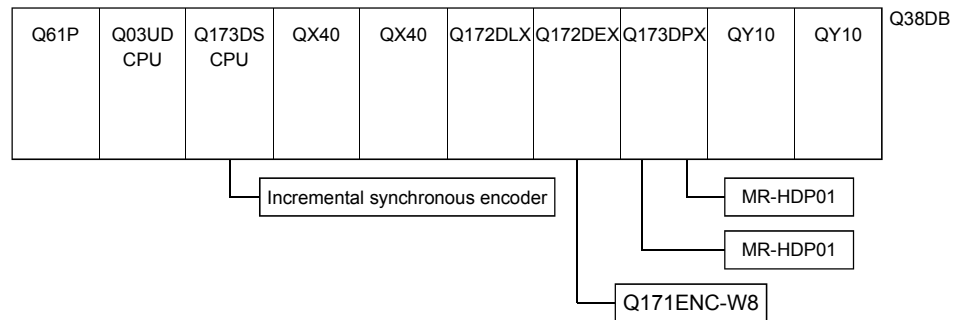 Q61P
Q03UD
CPU
Q173DS
CPU
QX40
QX40
Q172DLX
Q172DEX
Q173DPX
QY10
QY10
Q38DB
Incremental synchronous encoder
MR-HDP01
MR-HDP01
Q171ENC-W8